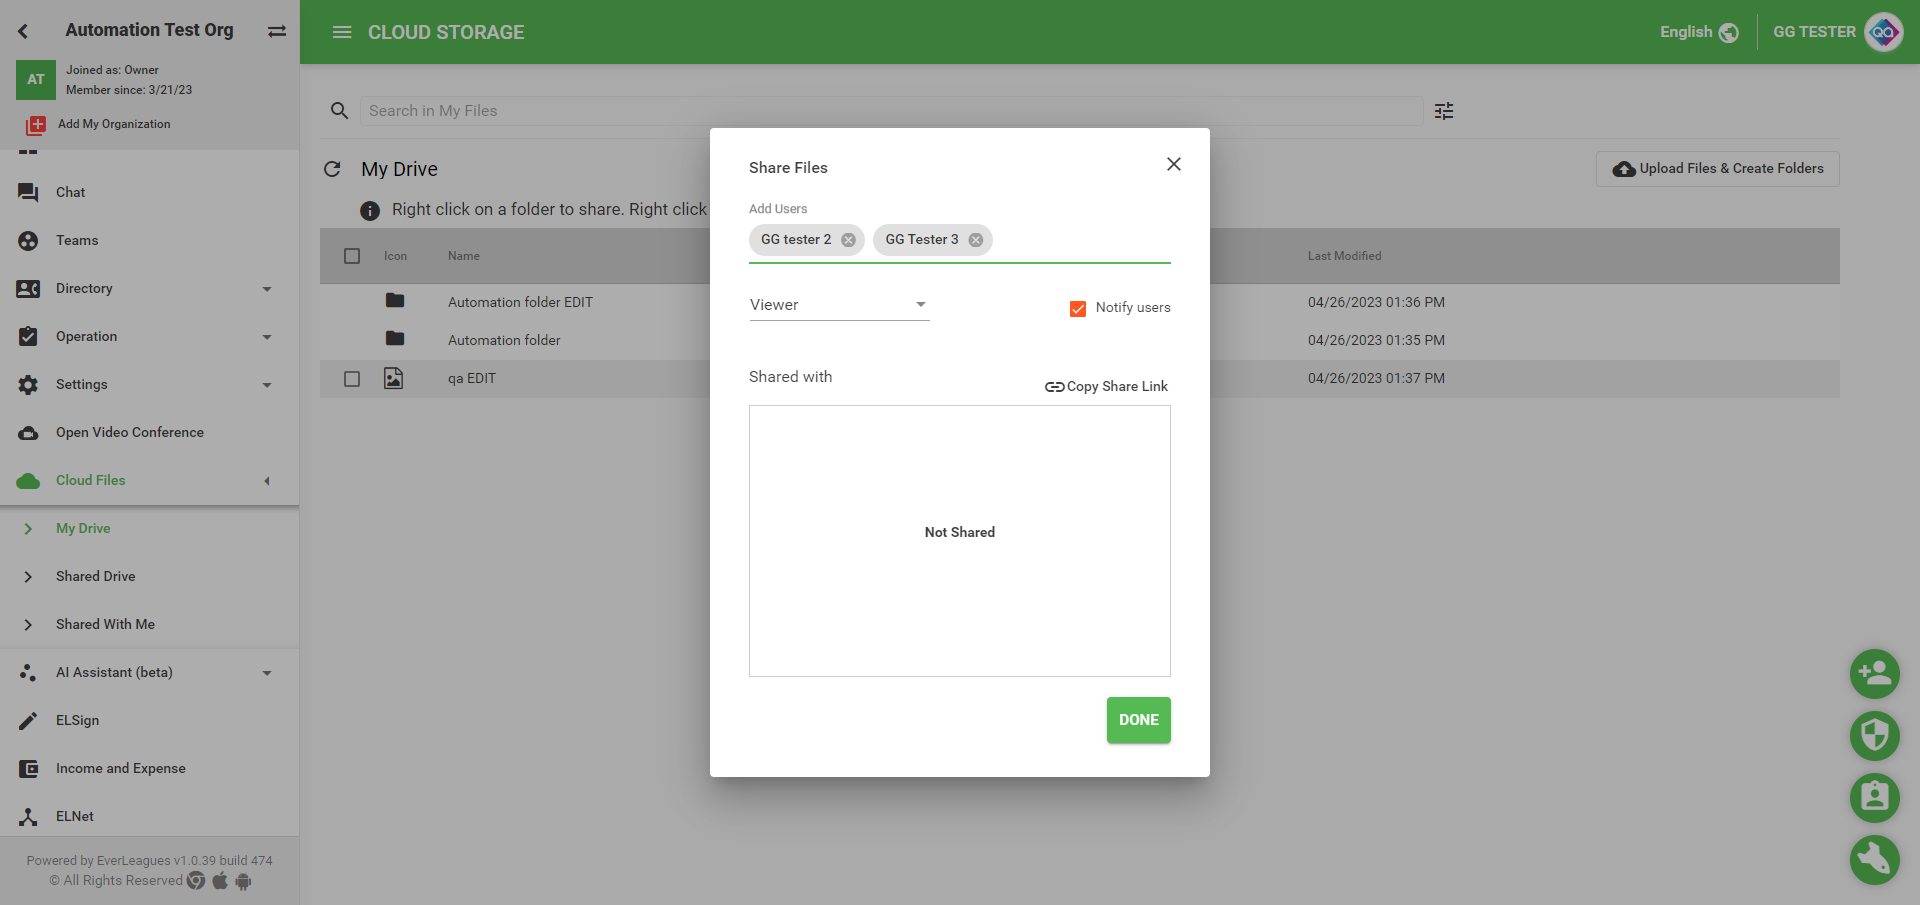 Automation Test Org
AT
Joined as: Owner
Member since: 3/21/23
Add My Organization
Chat
Teams
Directory
Operation
Settings
Open Video Conference
Cloud Files
My Drive
Shared Drive
Shared With Me
AI Assistant (beta)
ELSign
Income and Expense
ELNet
Powered by EverLeagues v1.0.39 build 474
© All Rights Reserved
CLOUD STORAGE
English
GG TESTER
QA
Search in My Files
My Drive
Upload Files & Create Folders
Right click on a folder to share. Right click
Icon Name Last Modified
Automation folder EDIT 04/26/2023 01:36 PM
Automation folder 04/26/2023 01:35 PM
qa EDIT 04/26/2023 01:37 PM
Share Files
Add Users
GG tester 2 GG Tester 3
Viewer
Notify users
Shared with
Copy Share Link
Not Shared
DONE